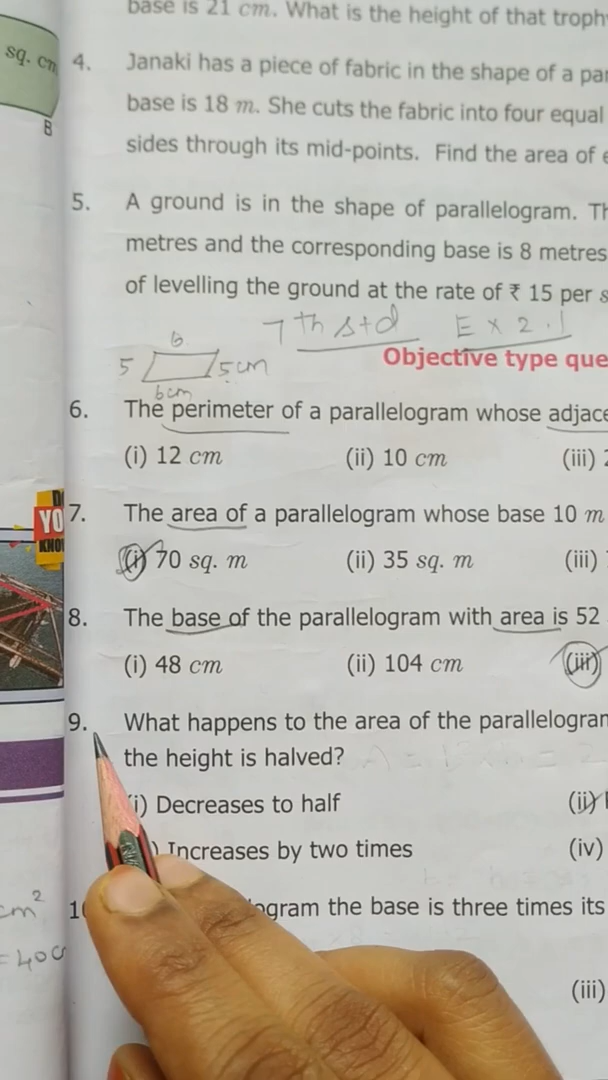 base is 21 cm. What is the height of that trophy
sq. cm
B
4. Janaki has a piece of fabric in the shape of a par
base is 18 m. She cuts the fabric into four equal
sides through its mid-points. Find the area of e
5. A ground is in the shape of parallelogram. Th
metres and the corresponding base is 8 metres
of levelling the ground at the rate of ₹ 15 per s
7th std Ex 2.1
6
5 5cm
6cm
Objective type que
6. The perimeter of a parallelogram whose adjace
(i) 12 cm (ii) 10 cm (iii) 2
YO
KNO
7. The area of a parallelogram whose base 10 m
(i) 70 sq. m (ii) 35 sq. m (iii)
8. The base of the parallelogram with area is 52
(i) 48 cm (ii) 104 cm (iii)
9. What happens to the area of the parallelogram
the height is halved?
(i) Decreases to half (ii)
Increases by two times (iv)
cm²
=40c
10 gram the base is three times its
(iii)